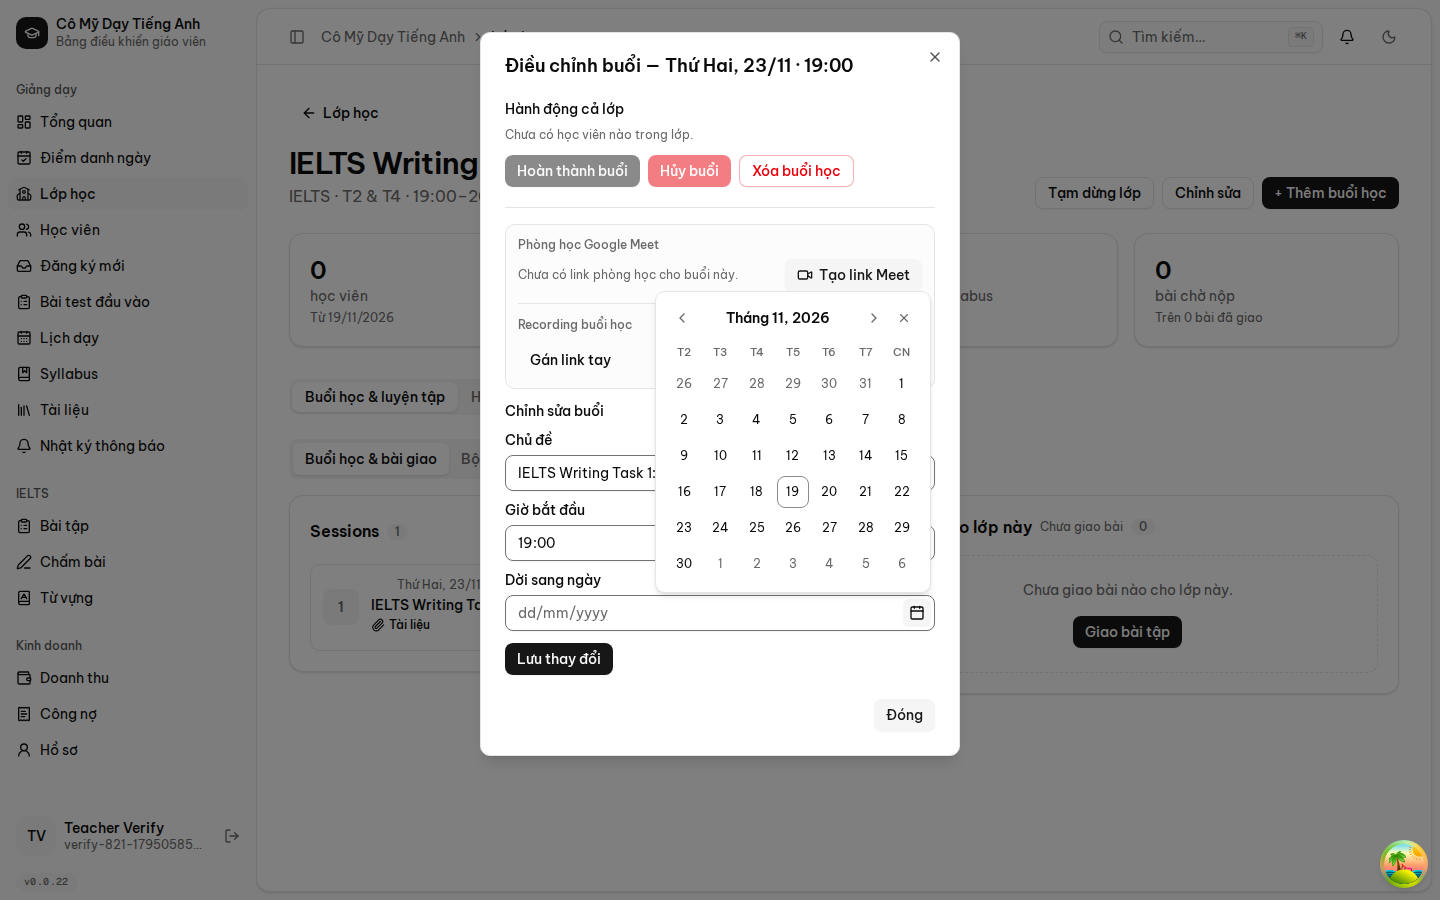 Cô Mỹ Dạy Tiếng Anh
Bảng điều khiển giáo viên
Giảng dạy
Tổng quan
Điểm danh ngày
Lớp học
Học viên
Đăng ký mới
Bài test đầu vào
Lịch dạy
Syllabus
Tài liệu
Nhật ký thông báo
IELTS
Bài tập
Chấm bài
Từ vựng
Kinh doanh
Doanh thu
Công nợ
Hồ sơ
TV
Teacher Verify
verify-821-17950585...
v0.0.22
Cô Mỹ Dạy Tiếng Anh
Tìm kiếm...
⌘K
Lớp học
IELTS Writing
IELTS · T2 & T4 · 19:00-2
Tạm dừng lớp
Chỉnh sửa
+ Thêm buổi học
0
học viên
Từ 19/11/2026
0
bài chờ nộp
Trên 0 bài đã giao
Buổi học & luyện tập
H
Buổi học & bài giao
Bộ
Sessions
1
1
Thứ Hai, 23/11
IELTS Writing Ta
Tài liệu
lớp này
Chưa giao bài
0
Chưa giao bài nào cho lớp này.
Giao bài tập
Điều chỉnh buổi — Thứ Hai, 23/11 · 19:00
Hành động cả lớp
Chưa có học viên nào trong lớp.
Hoàn thành buổi
Hủy buổi
Xóa buổi học
Phòng học Google Meet
Chưa có link phòng học cho buổi này.
Tạo link Meet
Recording buổi học
Gán link tay
Chỉnh sửa buổi
Chủ đề
IELTS Writing Task 1:
Giờ bắt đầu
19:00
Dời sang ngày
dd/mm/yyyy
Lưu thay đổi
Đóng
Tháng 11, 2026
T2 T3 T4 T5 T6 T7 CN
26 27 28 29 30 31 1
2 3 4 5 6 7 8
9 10 11 12 13 14 15
16 17 18 19 20 21 22
23 24 25 26 27 28 29
30 1 2 3 4 5 6